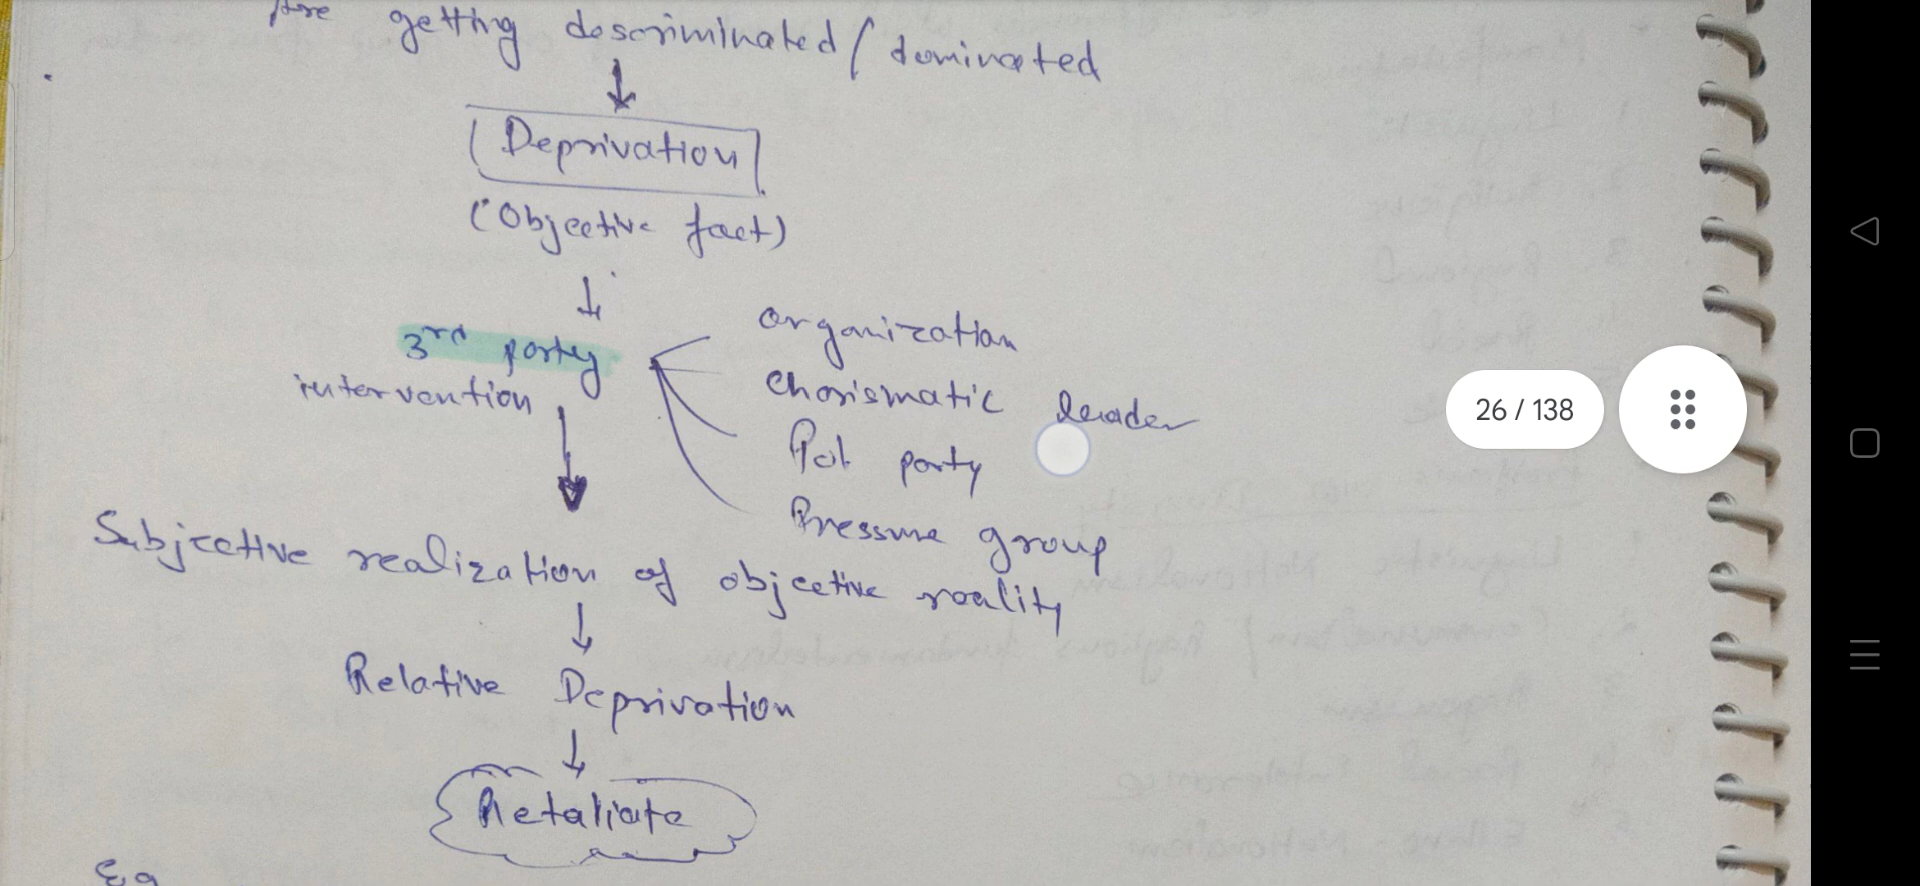 are getting descriminated / dominated
Deprivation
(Objective fact)
3rd party
intervention
organization
charismatic leader
Pol party
Pressure group
Subjective realization of objective reality
Relative Deprivation
Retaliate
Eg
26 / 138